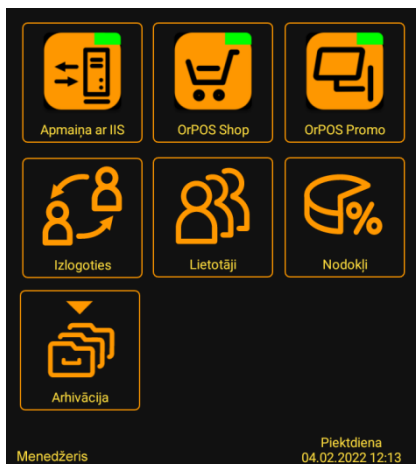 Apmaiņa ar IIS
OrPOS Shop
OrPOS Promo
Izlogoties
Lietotāji
%
Nodokļi
Arhivācija
Menedžeris
Piektdiena
04.02.2022 12:13